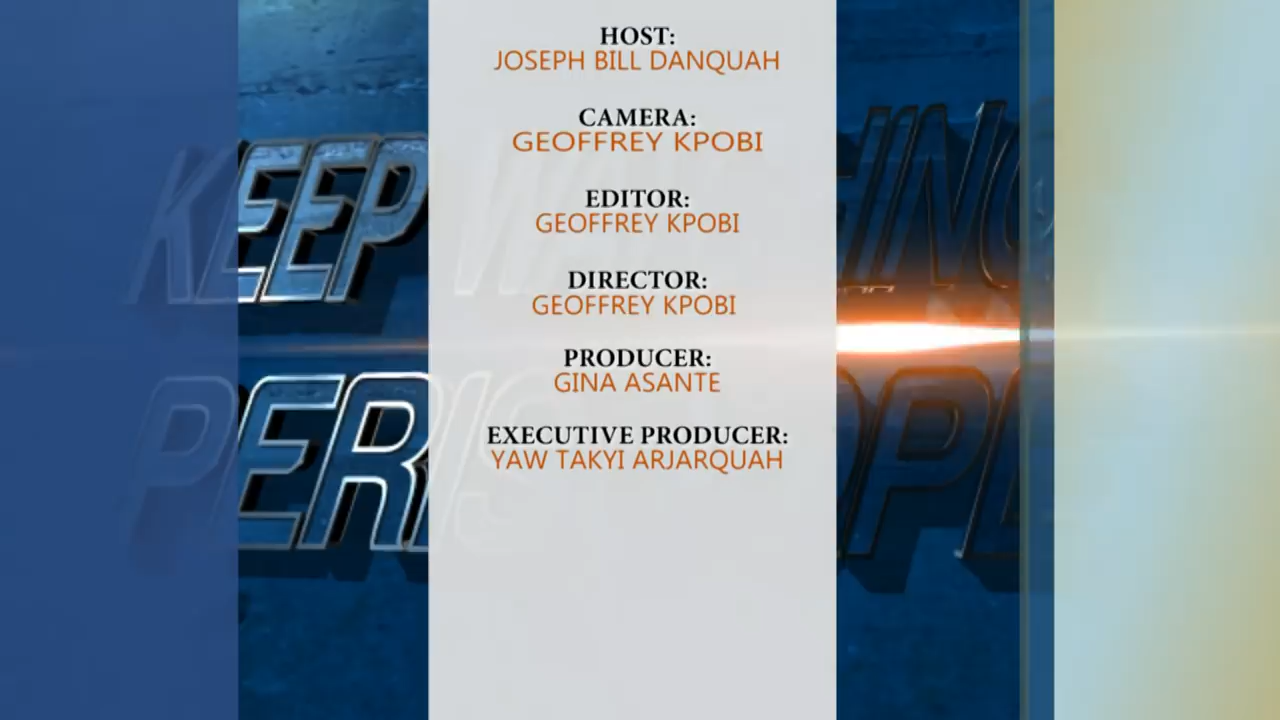 HOST:
JOSEPH BILL DANQUAH
CAMERA:
GEOFFREY KPOBI
EDITOR:
GEOFFREY KPOBI
DIRECTOR:
GEOFFREY KPOBI
PRODUCER:
GINA ASANTE
EXECUTIVE PRODUCER:
YAW TAKYI ARJARQUAH
KEEP